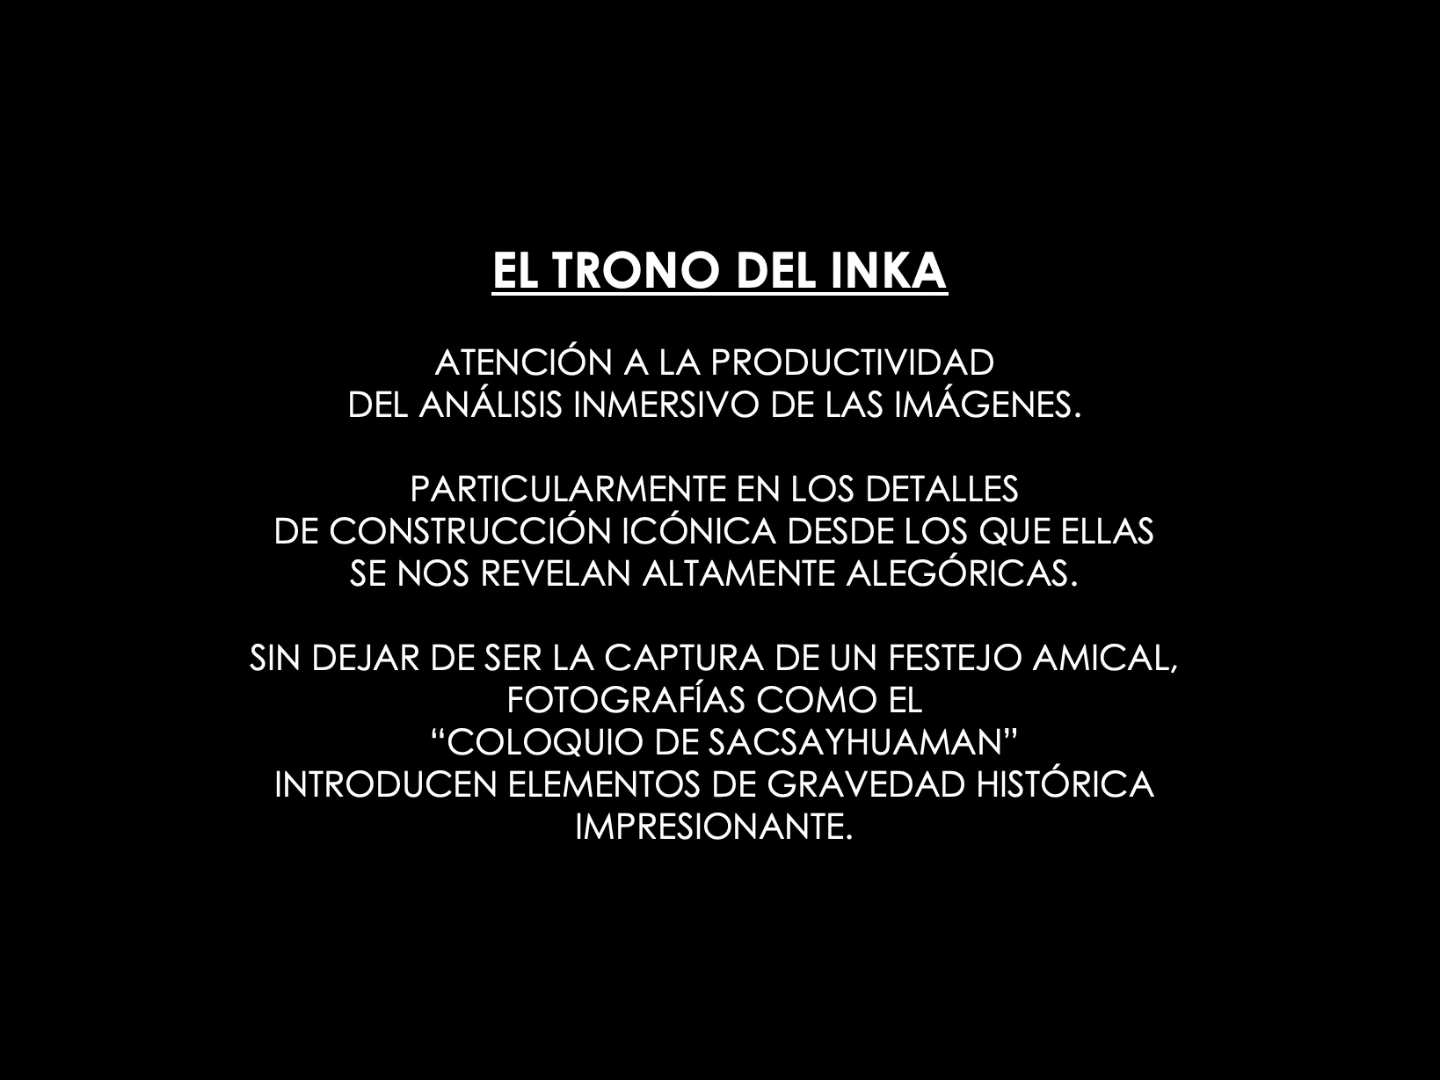 EL TRONO DEL INKA
ATENCIÓN A LA PRODUCTIVIDAD
DEL ANÁLISIS INMERSIVO DE LAS IMÁGENES.
PARTICULARMENTE EN LOS DETALLES
DE CONSTRUCCIÓN ICÓNICA DESDE LOS QUE ELLAS
SE NOS REVELAN ALTAMENTE ALEGÓRICAS.
SIN DEJAR DE SER LA CAPTURA DE UN FESTEJO AMICAL,
FOTOGRAFÍAS COMO EL
“COLOQUIO DE SACSAYHUAMAN”
INTRODUCEN ELEMENTOS DE GRAVEDAD HISTÓRICA
IMPRESIONANTE.